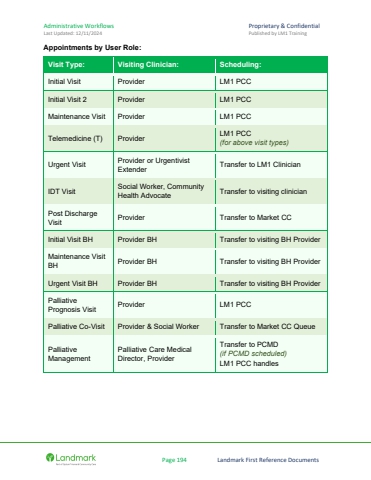 Administrative Workflows
Proprietary & Confidential
Last Updated: 12/11/2024
Published by LM1 Training
Appointments by User Role:
Visit Type: Visiting Clinician: Scheduling:
Initial Visit Provider LM1 PCC
Initial Visit 2 Provider LM1 PCC
Maintenance Visit Provider LM1 PCC
Telemedicine (T) Provider LM1 PCC
(for above visit types)
Urgent Visit Provider or Urgentivist
Extender Transfer to LM1 Clinician
IDT Visit Social Worker, Community
Health Advocate Transfer to visiting clinician
Post Discharge
Visit Provider Transfer to Market CC
Initial Visit BH Provider BH Transfer to visiting BH Provider
Maintenance Visit
BH Provider BH Transfer to visiting BH Provider
Urgent Visit BH Provider BH Transfer to visiting BH Provider
Palliative
Prognosis Visit Provider LM1 PCC
Palliative Co-Visit Provider & Social Worker Transfer to Market CC Queue
Palliative
Management Palliative Care Medical
Director, Provider Transfer to PCMD
(if PCMD scheduled)
LM1 PCC handles
Landmark
Page 194
Landmark First Reference Documents